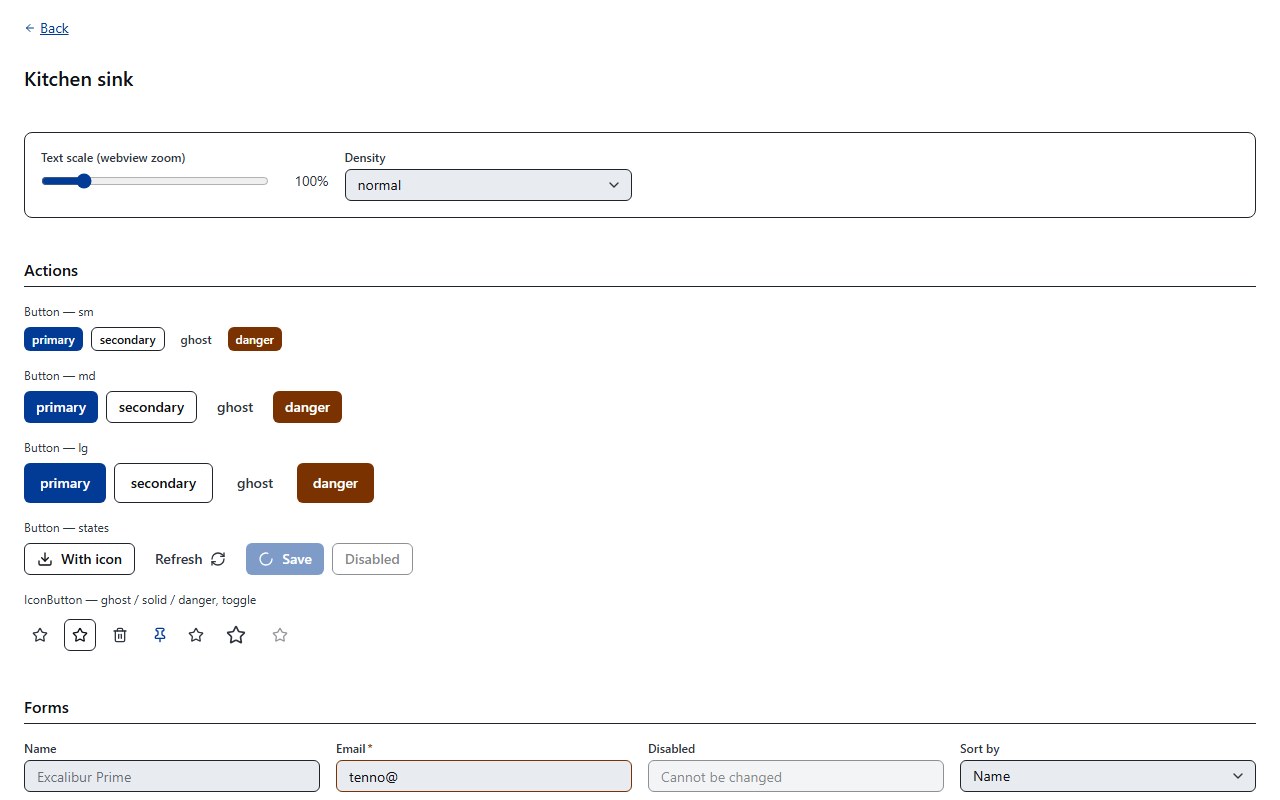 Back
Kitchen sink
Text scale (webview zoom)
100%
Density
normal
Actions
Button — sm
primary secondary ghost danger
Button — md
primary secondary ghost danger
Button — lg
primary secondary ghost danger
Button — states
With icon Refresh Save Disabled
IconButton — ghost / solid / danger, toggle
Forms
Name Email * Disabled Sort by
Excalibur Prime tenno@ Cannot be changed Name